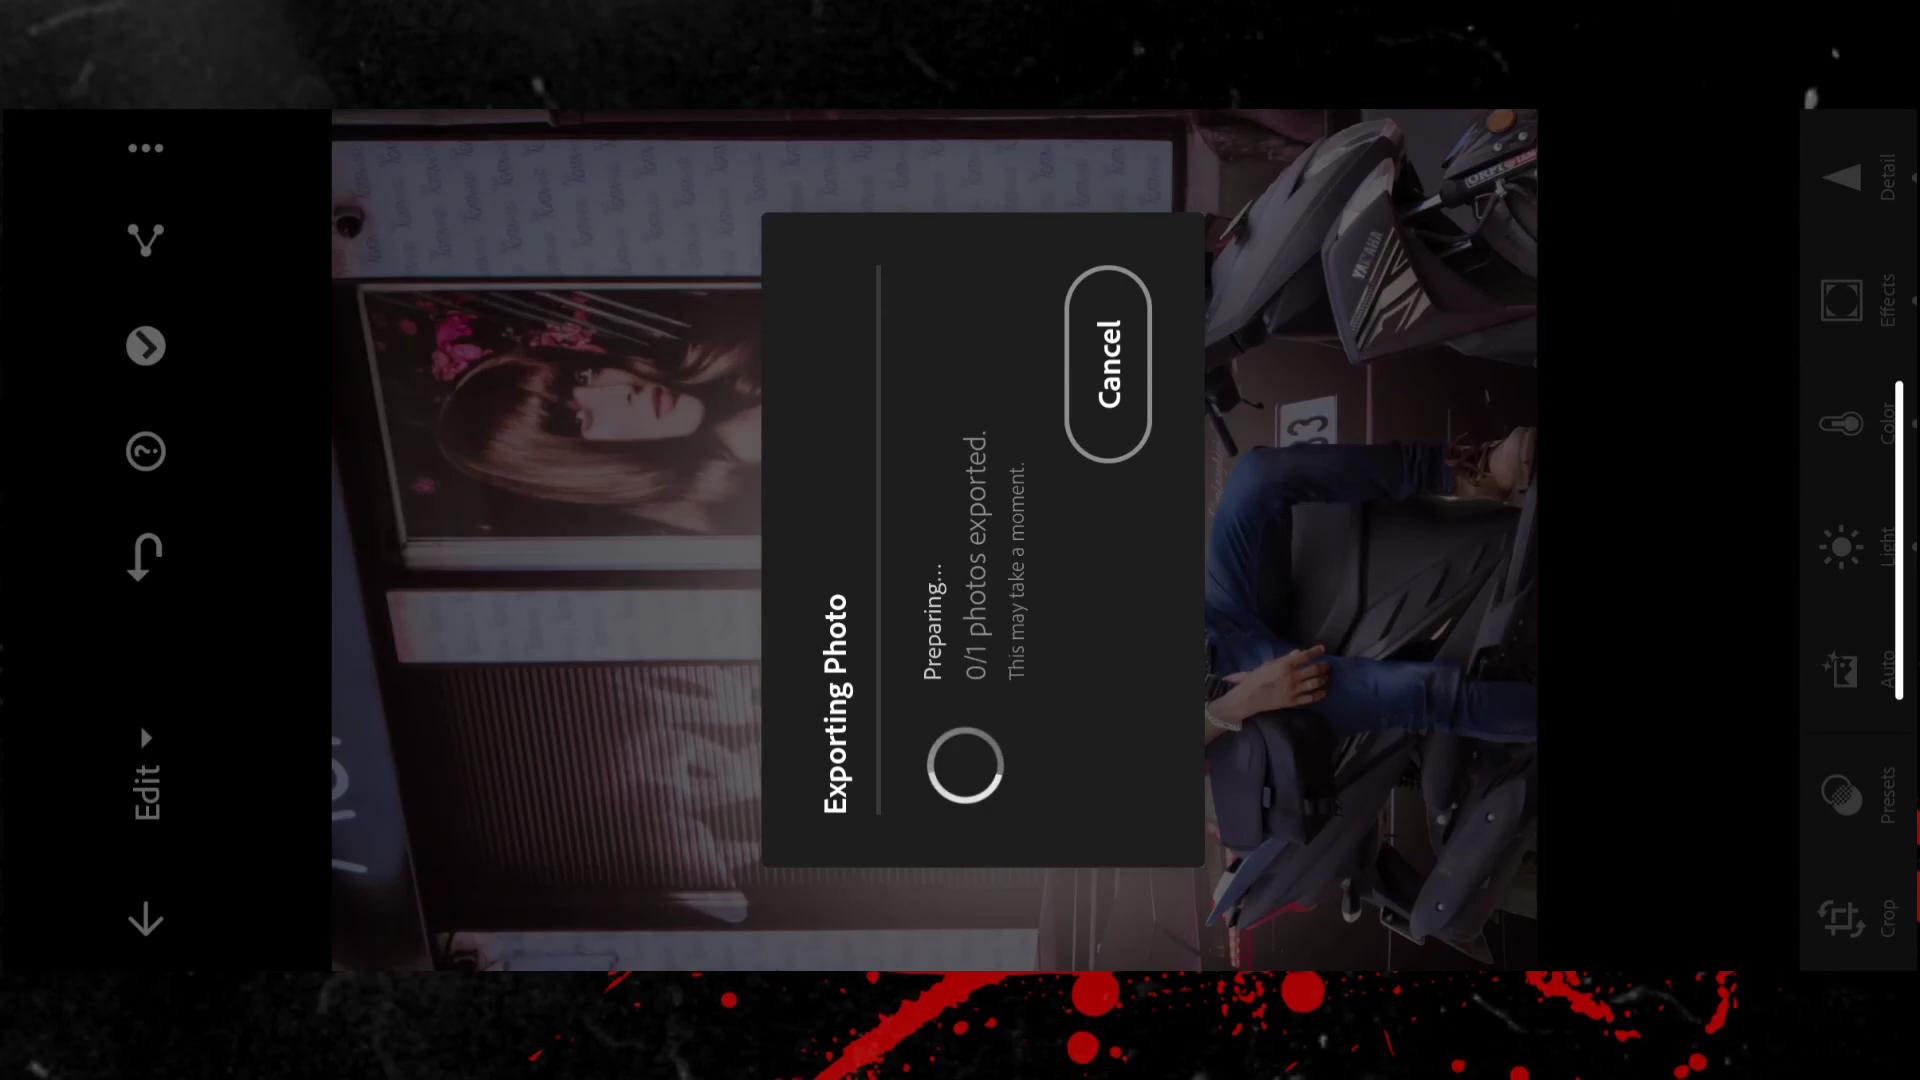 Edit
Exporting Photo
Preparing...
0/1 photos exported.
This may take a moment.
Cancel
YAMAHA
Crop
Presets
Auto
Light
Color
Effects
Detail